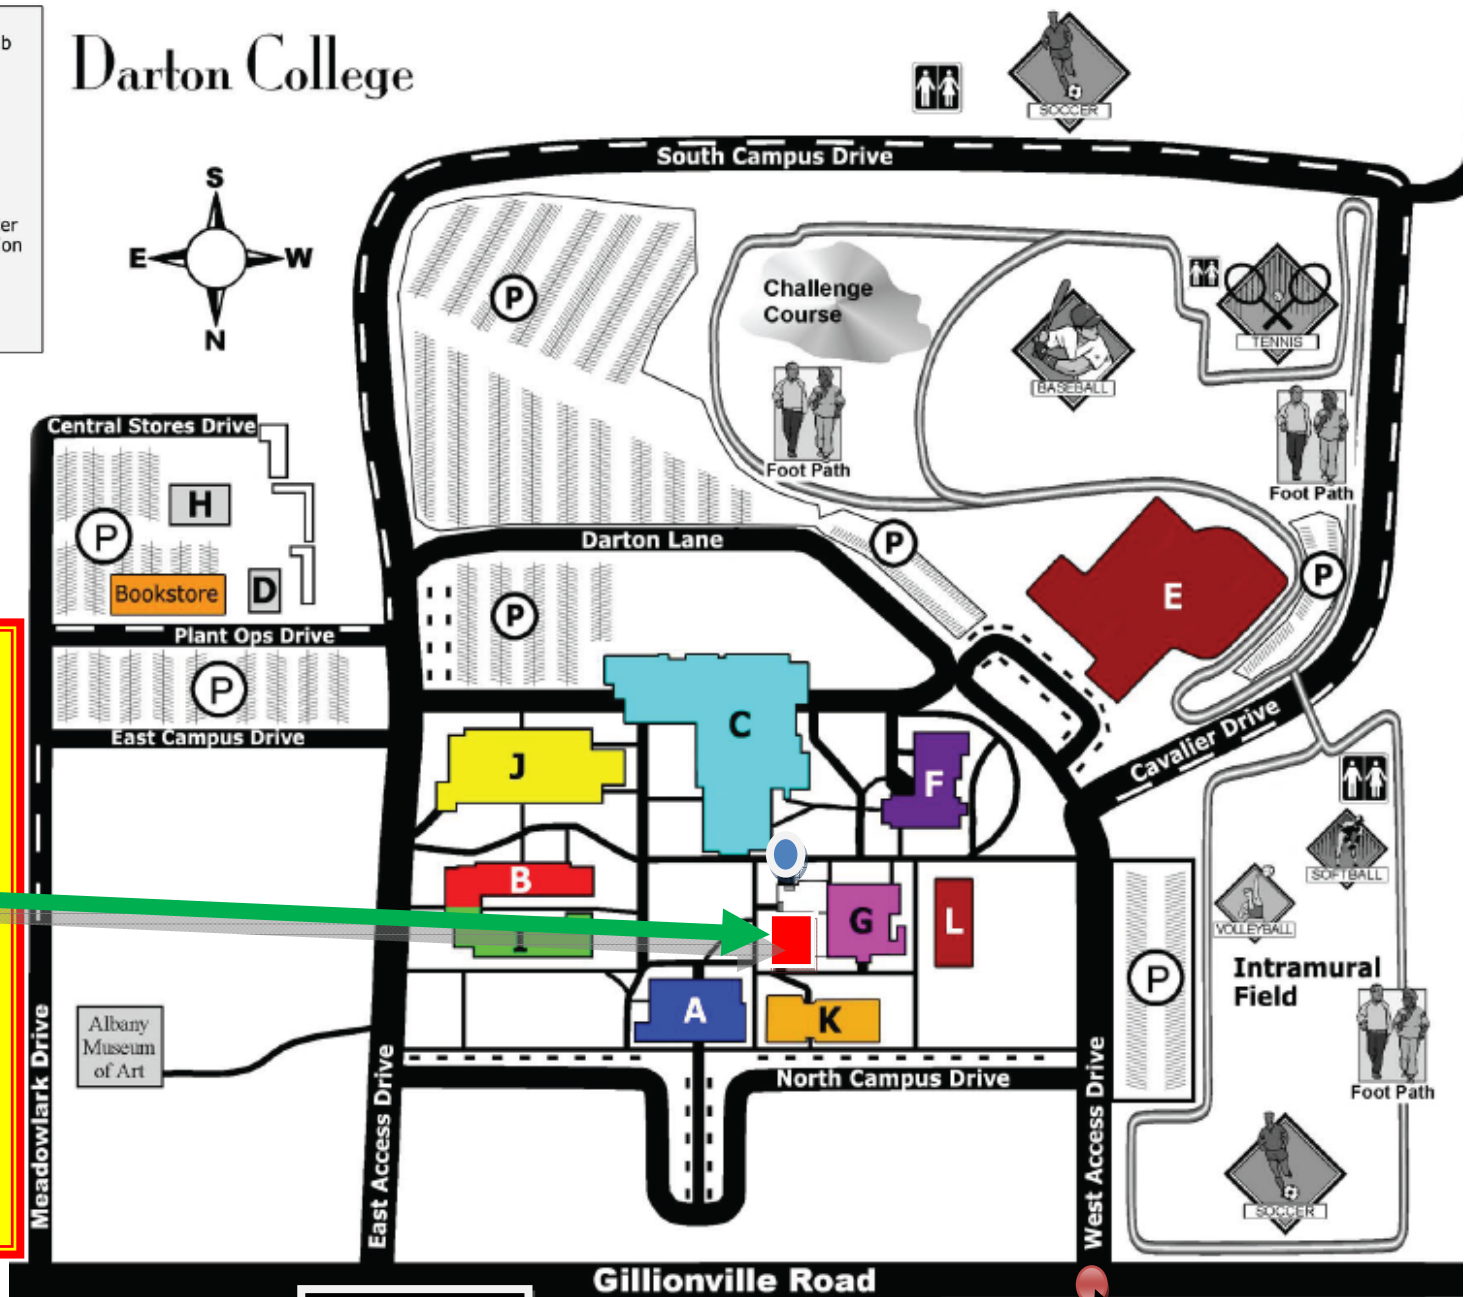 b
er
on
Darton College
S
E
W
N
SOCCER
South Campus Drive
P
Challenge
Course
BASEBALL
TENNIS
Foot Path
Foot Path
Central Stores Drive
H
P
Bookstore
D
Plant Ops Drive
P
East Campus Drive
Darton Lane
P
P
P
E
C
J
F
Cavalier Drive
B
I
G
L
A
K
SOFTBALL
VOLLEYBALL
P
Intramural
Field
Foot Path
SOCCER
Albany
Museum
of Art
Meadowlark Drive
East Access Drive
North Campus Drive
West Access Drive
Gillionville Road